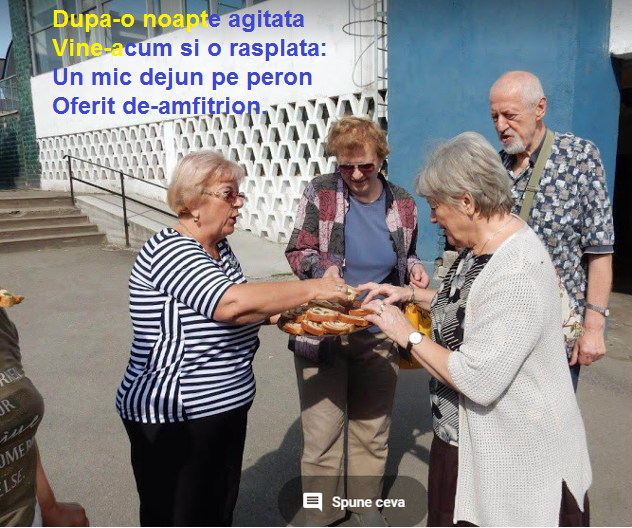 Dupa-o noapte agitata
Vine-acum si o rasplata:
Un mic dejun pe peron
Oferit de-amfitrion
Spune ceva